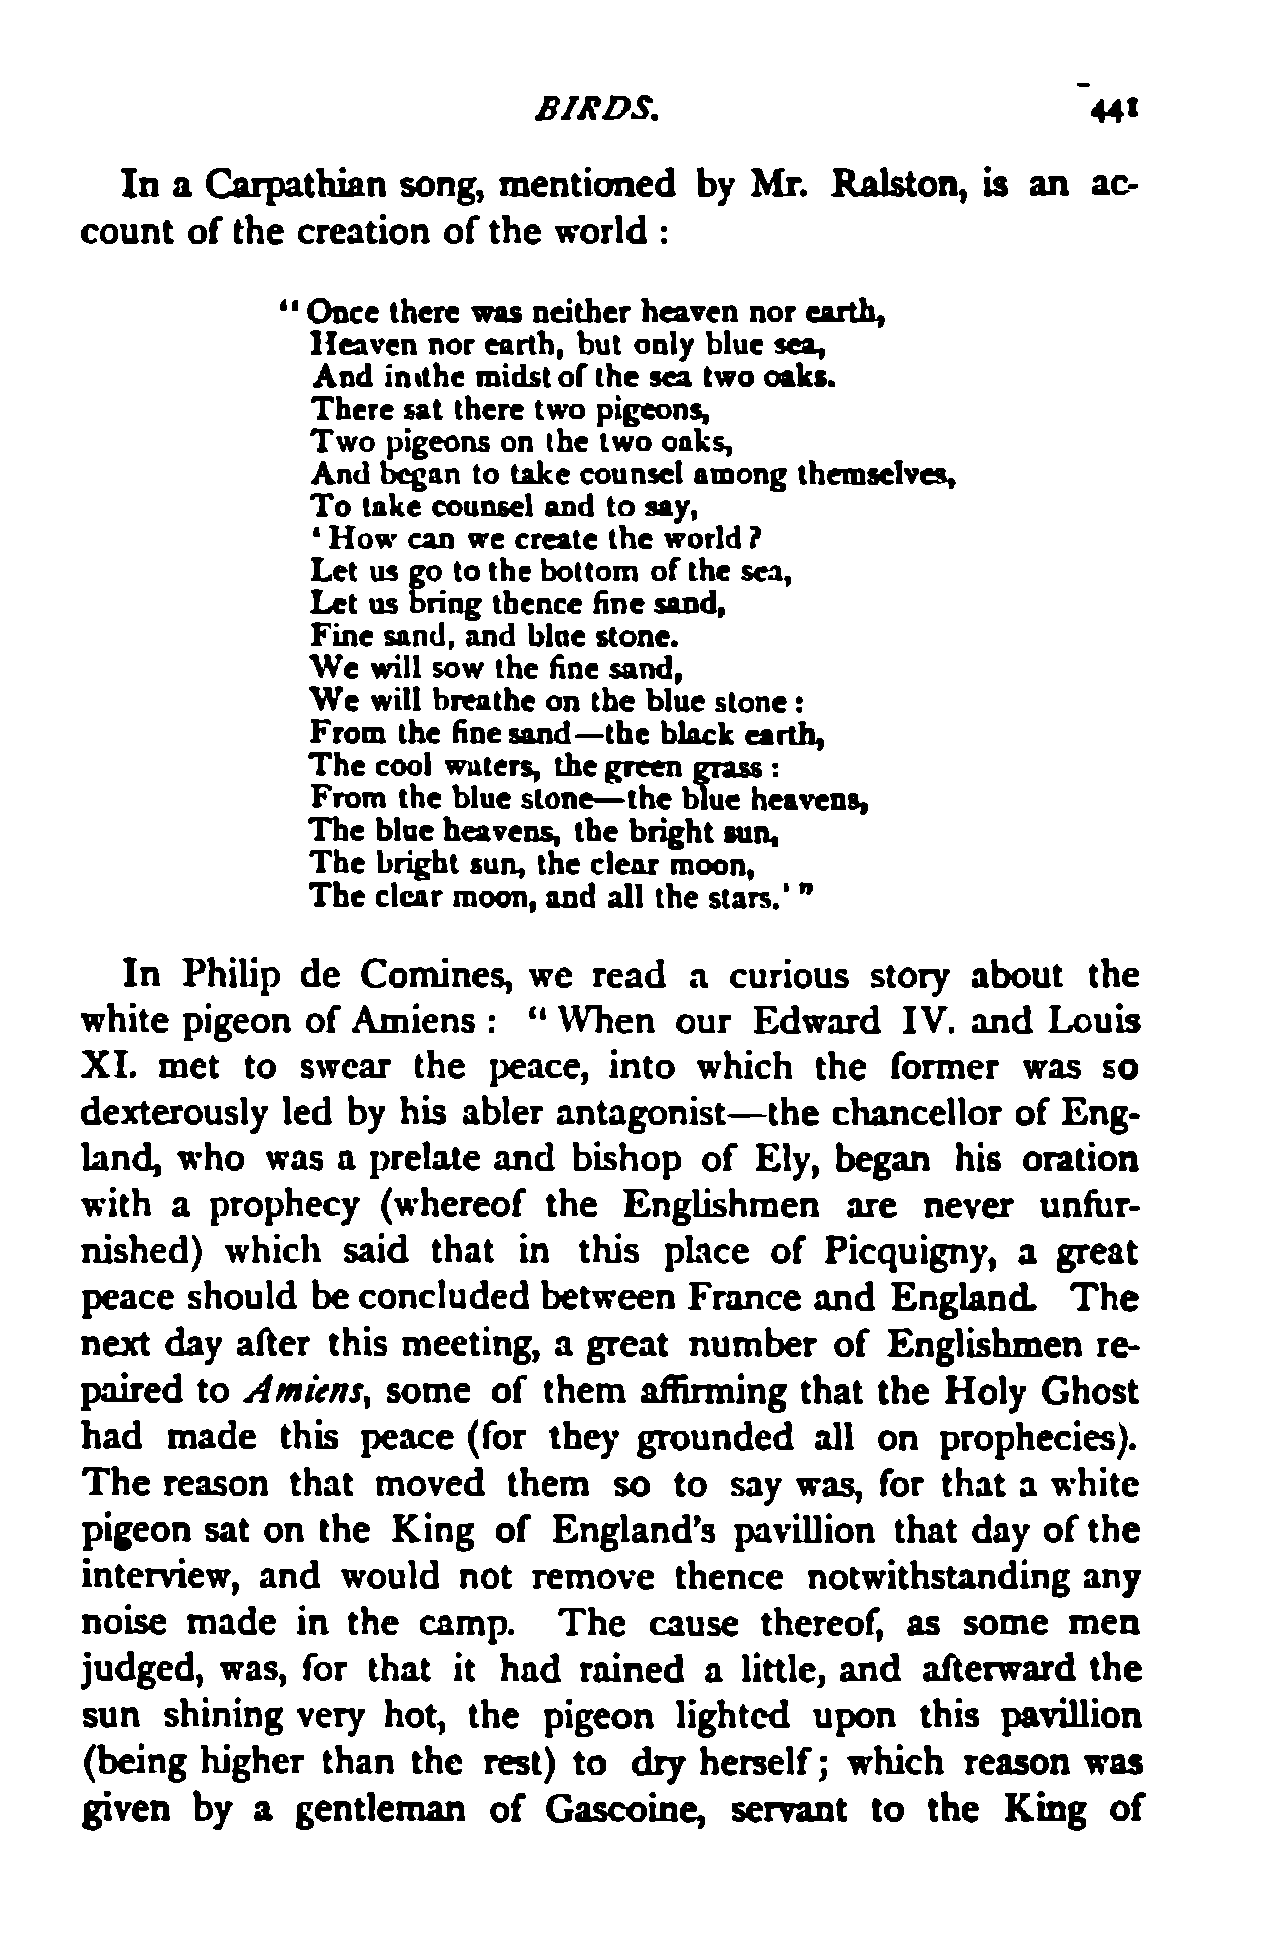 BIRDS. 441
In a Carpathian song, mentioned by Mr. Ralston, is an ac-
count of the creation of the world :
“Once there was neither heaven nor earth,
Heaven nor earth, but only blue sea,
And in the midst of the sea two oaks.
There sat there two pigeons,
Two pigeons on the two oaks,
And began to take counsel among themselves,
To take counsel and to say,
‘How can we create the world?
Let us go to the bottom of the sea,
Let us bring thence fine sand,
Fine sand, and blue stone.
We will sow the fine sand,
We will breathe on the blue stone :
From the fine sand—the black earth,
The cool waters, the green grass :
From the blue stone—the blue heavens,
The blue heavens, the bright sun,
The bright sun, the clear moon,
The clear moon, and all the stars.’”
In Philip de Comines, we read a curious story about the
white pigeon of Amiens : “When our Edward IV. and Louis
XI. met to swear the peace, into which the former was so
dexterously led by his abler antagonist—the chancellor of Eng-
land, who was a prelate and bishop of Ely, began his oration
with a prophecy (whereof the Englishmen are never unfur-
nished) which said that in this place of Picquigny, a great
peace should be concluded between France and England. The
next day after this meeting, a great number of Englishmen re-
paired to Amiens, some of them affirming that the Holy Ghost
had made this peace (for they grounded all on prophecies).
The reason that moved them so to say was, for that a white
pigeon sat on the King of England's pavillion that day of the
interview, and would not remove thence notwithstanding any
noise made in the camp. The cause thereof, as some men
judged, was, for that it had rained a little, and afterward the
sun shining very hot, the pigeon lighted upon this pavillion
(being higher than the rest) to dry herself; which reason was
given by a gentleman of Gascoine, servant to the King of